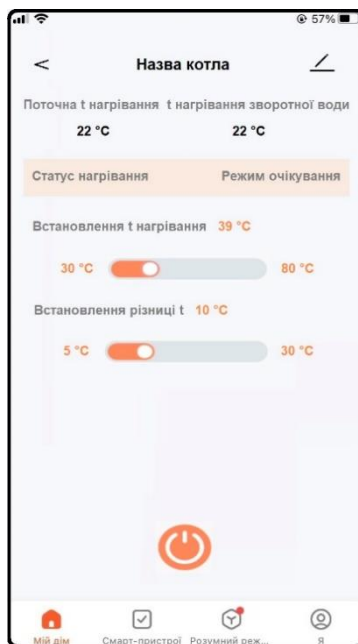 57%
< Назва котла
Поточна t нагрівання t нагрівання зворотної води
22 °C 22 °C
Статус нагрівання Режим очікування
Встановлення t нагрівання 39 °C
30 °C 80 °C
Встановлення різниці t 10 °C
5 °C 30 °C
Мій дім Смарт-пристрої Розумний реж... Я